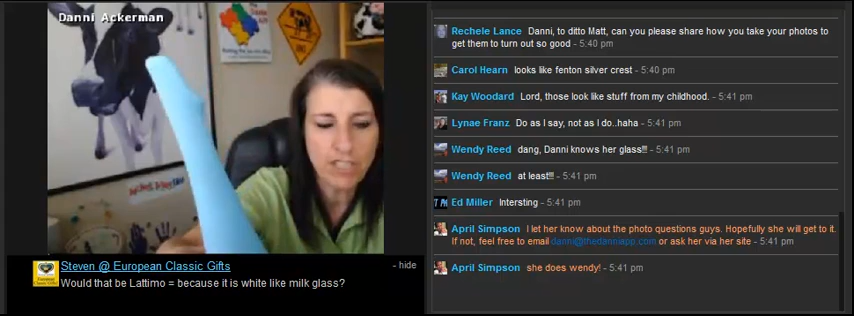 Danni Ackerman
Steven @ European Classic Gifts
- hide
Would that be Lattimo = because it is white like milk glass?
Rechele Lance Danni, to ditto Matt, can you please share how you take your photos to
get them to turn out so good - 5:40 pm
Carol Hearn looks like fenton silver crest - 5:40 pm
Kay Woodard Lord, those look like stuff from my childhood. - 5:41 pm
Lynae Franz Do as I say, not as I do..haha - 5:41 pm
Wendy Reed dang, Danni knows her glass!!! - 5:41 pm
Wendy Reed at least!!! - 5:41 pm
Ed Miller Intersting - 5:41 pm
April Simpson I let her know about the photo questions guys. Hopefully she will get to it.
If not, feel free to email danni@thedanniapp.com or ask her via her site - 5:41 pm
April Simpson she does wendy! - 5:41 pm